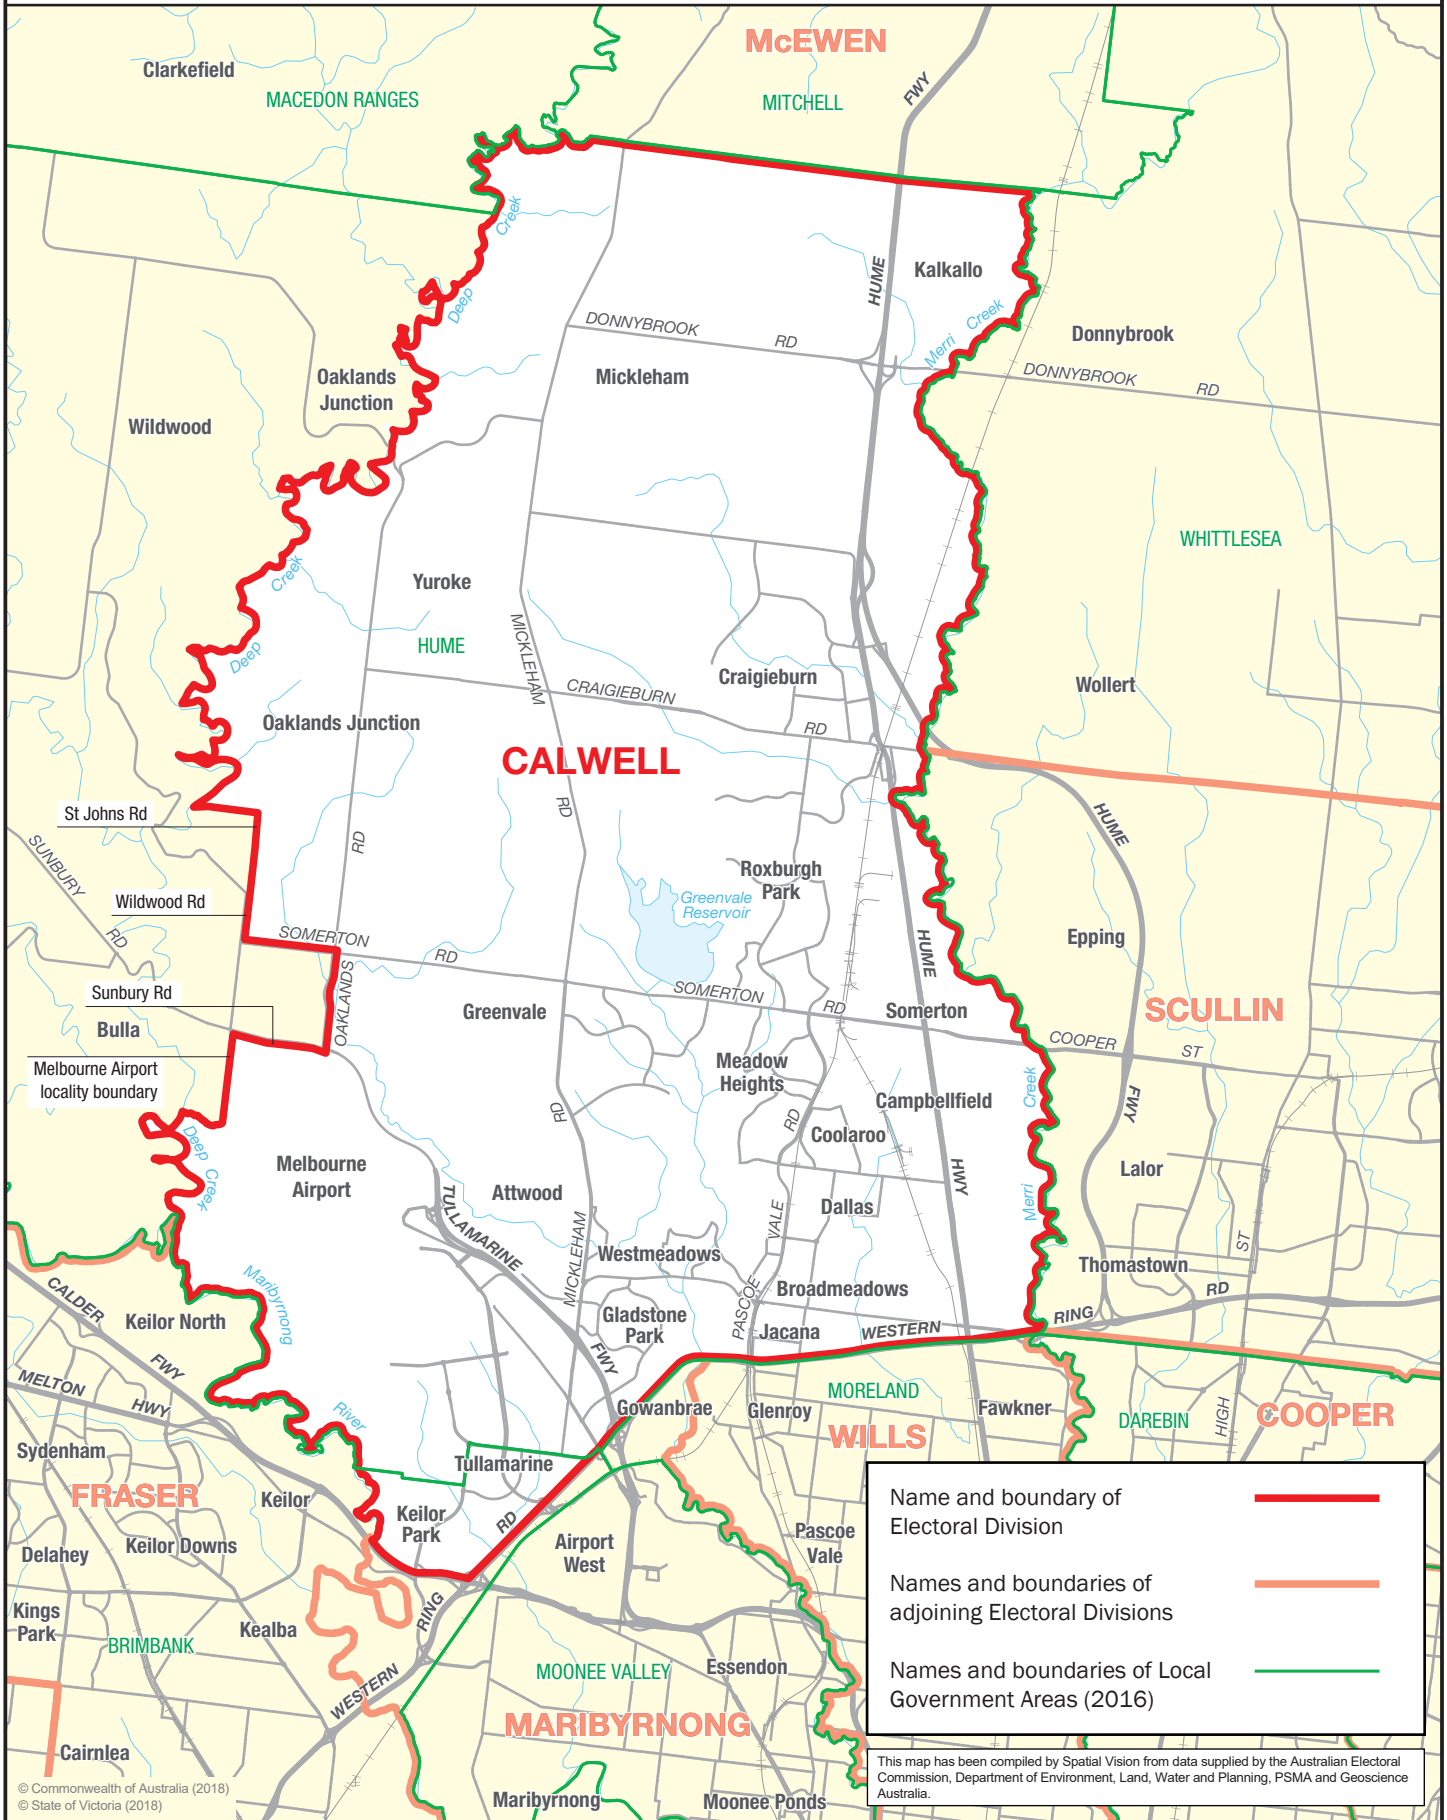 McEWEN
Clarkefield
MACEDON RANGES
MITCHELL
FWY
Creek
Deep
HUME
Kalkallo
Merri Creek
Donnybrook
DONNYBROOK RD
DONNYBROOK RD
Mickleham
Oaklands
Junction
Wildwood
WHITTLESEA
Creek
Deep
Yuroke
HUME
MICKLEHAM
RD
CRAIGIEBURN RD
Craigieburn
Wollert
Oaklands Junction
CALWELL
St Johns Rd
SUNBURY
RD
RD
HUME
Roxburgh
Park
Greenvale
Reservoir
Wildwood Rd
SOMERTON
RD
HUME
Epping
OAKLANDS
Sunbury Rd
Bulla
Greenvale
SOMERTON
RD
Somerton
SCULLIN
COOPER ST
Melbourne Airport
locality boundary
Meadow
Heights
RD
RD
Campbellfield
Creek
FWY
Coolaroo
Deep Creek
Melbourne
Airport
Attwood
TULLAMARINE
HWY
Merri
Lalor
Dallas
VALE
MICKLEHAM
Westmeadows
ST
Thomastown
CALDER
Maribyrnong
Broadmeadows
PASCOE
Keilor North
Gladstone
Park
Jacana
WESTERN
RING
RD
FWY
FWY
MELTON
HWY
MORELAND
Gowanbrae
Glenroy
Fawkner
River
WILLS
DAREBIN
HIGH
COOPER
Sydenham
Tullamarine
FRASER
Keilor
Keilor
Park
RD
Delahey
Keilor Downs
Airport
West
Pascoe
Vale
Name and boundary of
Electoral Division
Names and boundaries of
adjoining Electoral Divisions
Names and boundaries of Local
Government Areas (2016)
Kings
Park
BRIMBANK
Kealba
RING
WESTERN
MOONEE VALLEY
Essendon
MARIBYRNONG
Cairnlea
This map has been compiled by Spatial Vision from data supplied by the Australian Electoral
Commission, Department of Environment, Land, Water and Planning, PSMA and Geoscience
Australia.
© Commonwealth of Australia (2018)
© State of Victoria (2018)
Maribyrnong
Moonee Ponds